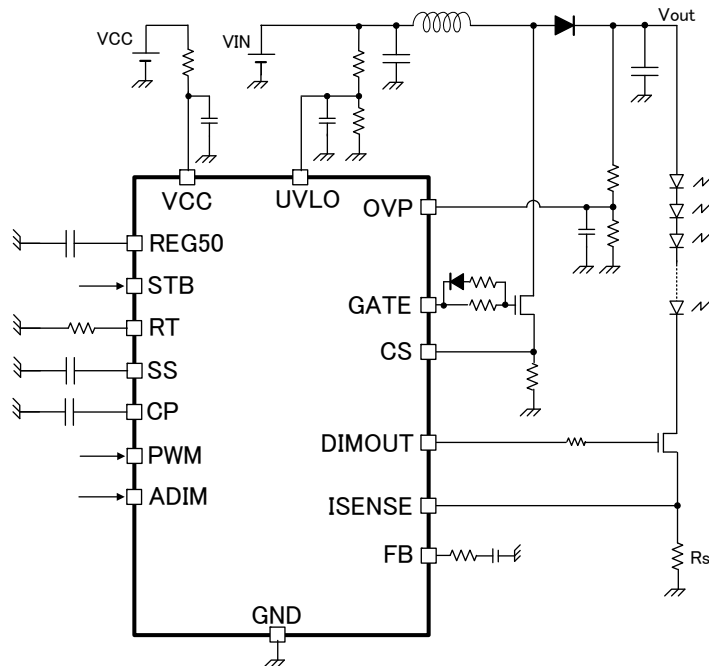 Vout
VCC
VIN
VCC
UVLO
OVP
REG50
STB
GATE
RT
CS
SS
CP
DIMOUT
PWM
ADIM
ISENSE
FB
Rs
GND